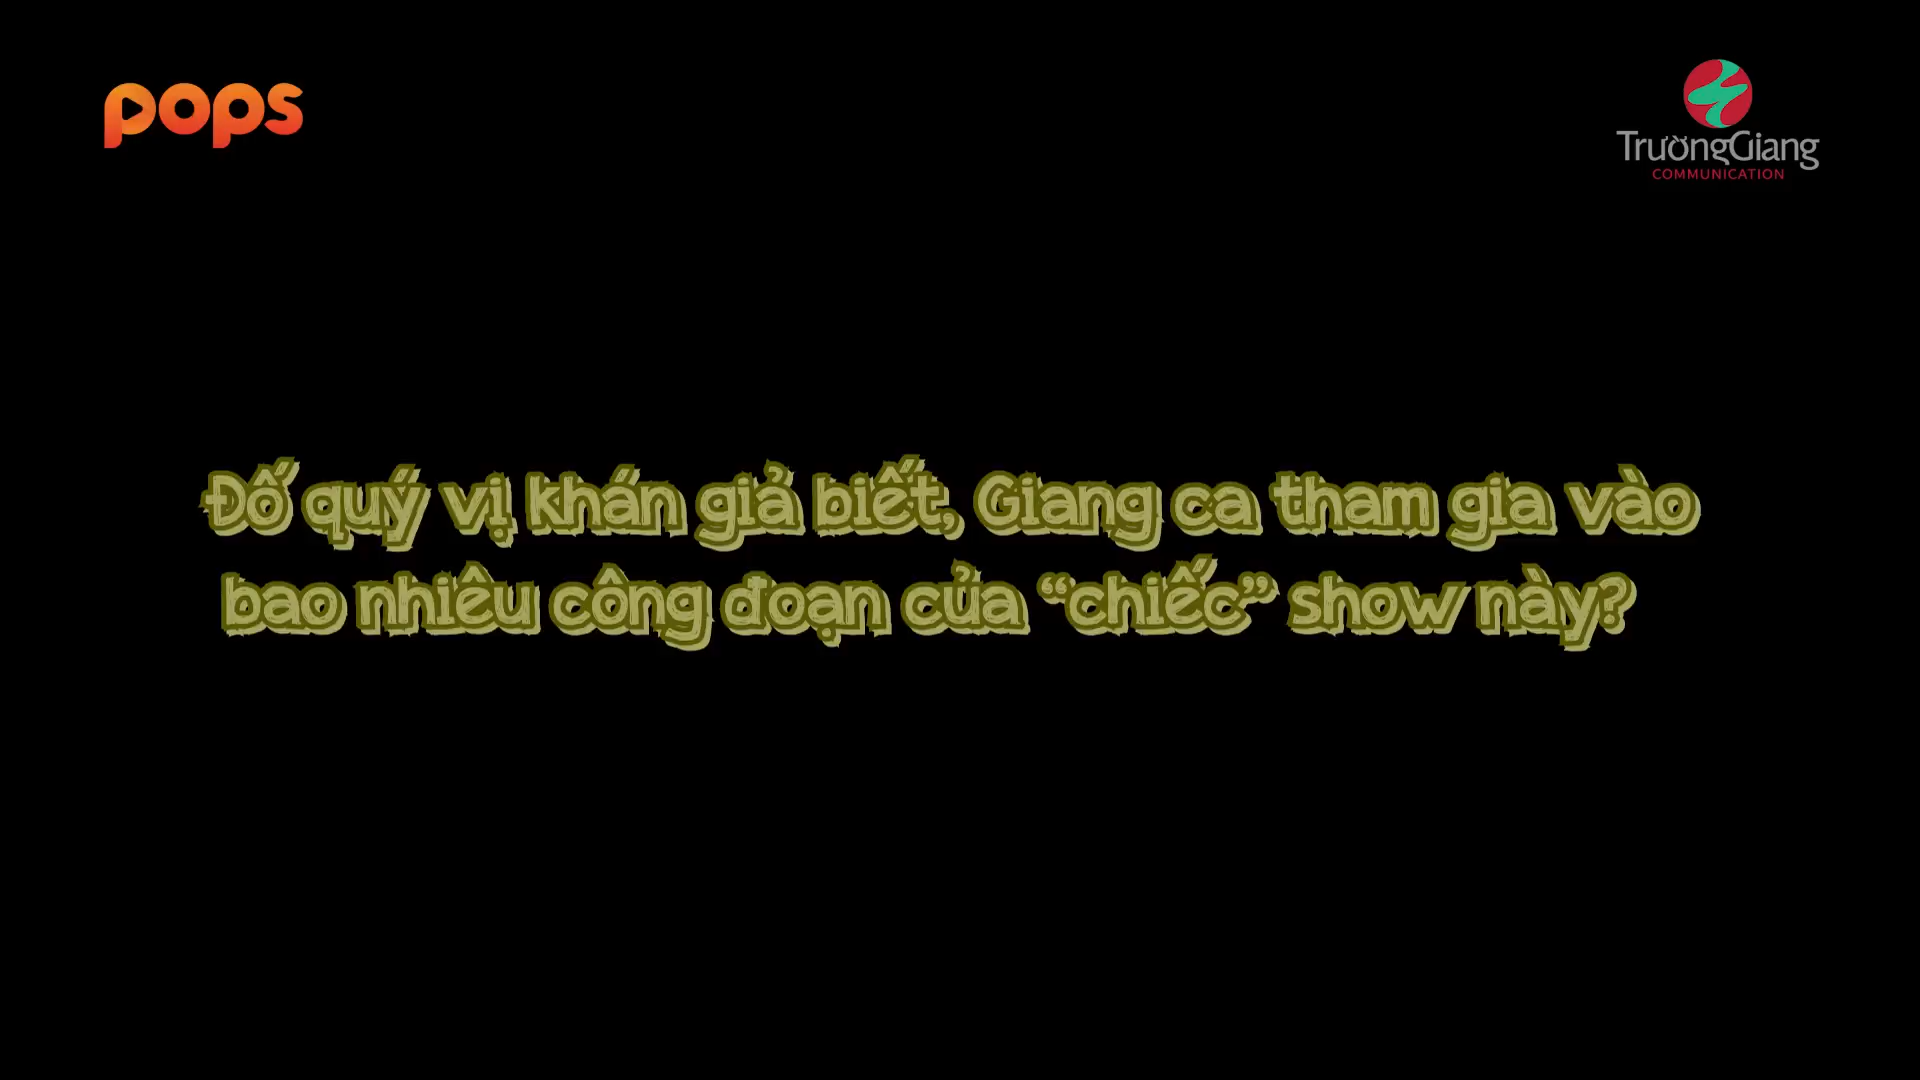 pops
TrườngGiang
COMMUNICATION
Đố quý vị khán giả biết, Giang ca tham gia vào
bao nhiêu công đoạn của “chiếc” show này?